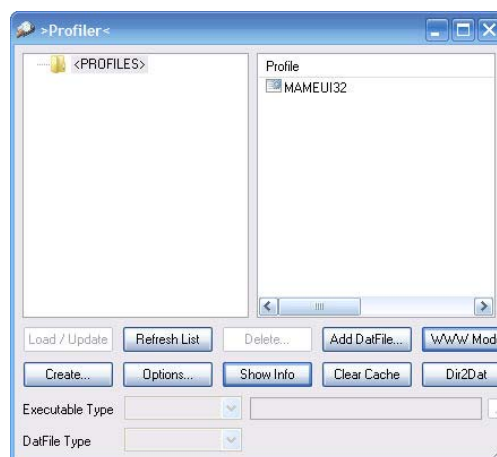 >Profiler<
<PROFILES>
Profile
MAMEUI32
Load / Update
Refresh List
Delete...
Add DatFile...
WWW Mod
Create...
Options...
Show Info
Clear Cache
Dir2Dat
Executable Type
DatFile Type